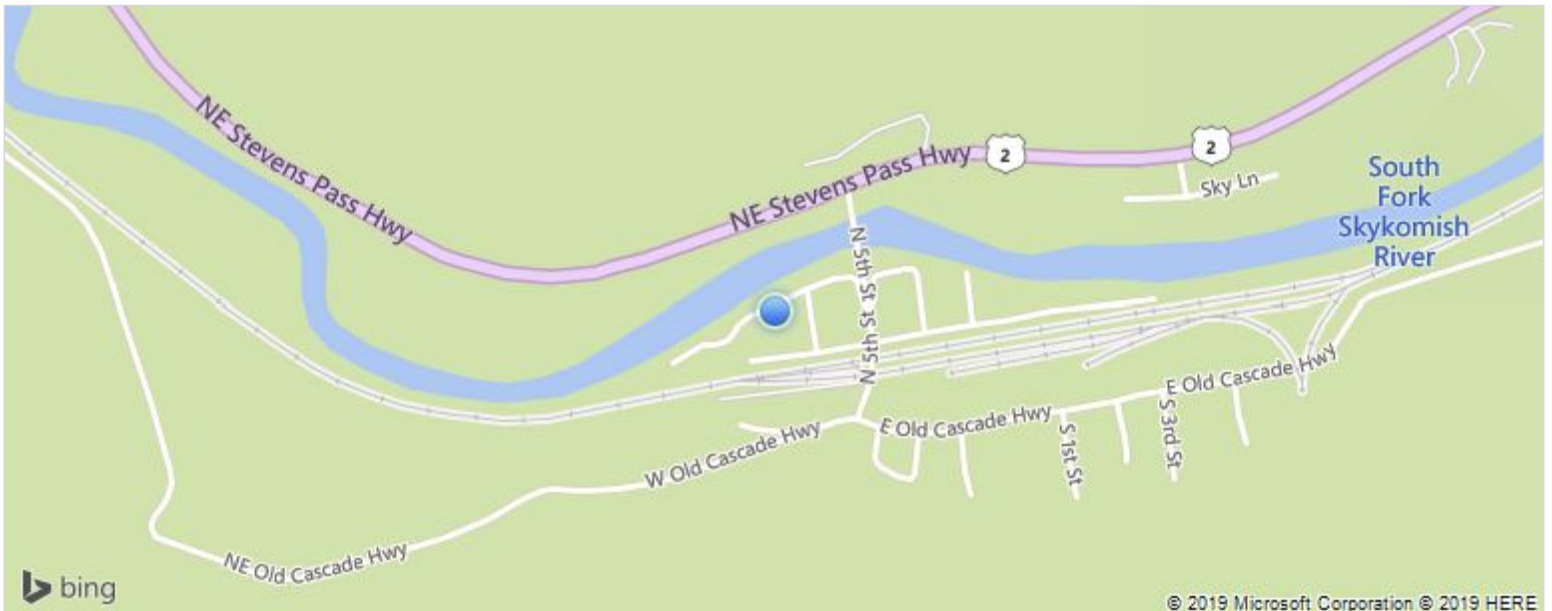 NE Stevens Pass Hwy
NE Stevens Pass Hwy
2
2
Sky Ln
South
Fork
Skykomish
River
N 5th St
N 5th St
E Old Cascade Hwy
E Old Cascade Hwy
S 1st St
S 3rd St
W Old Cascade Hwy
NE Old Cascade Hwy
bing
© 2019 Microsoft Corporation © 2019 HERE